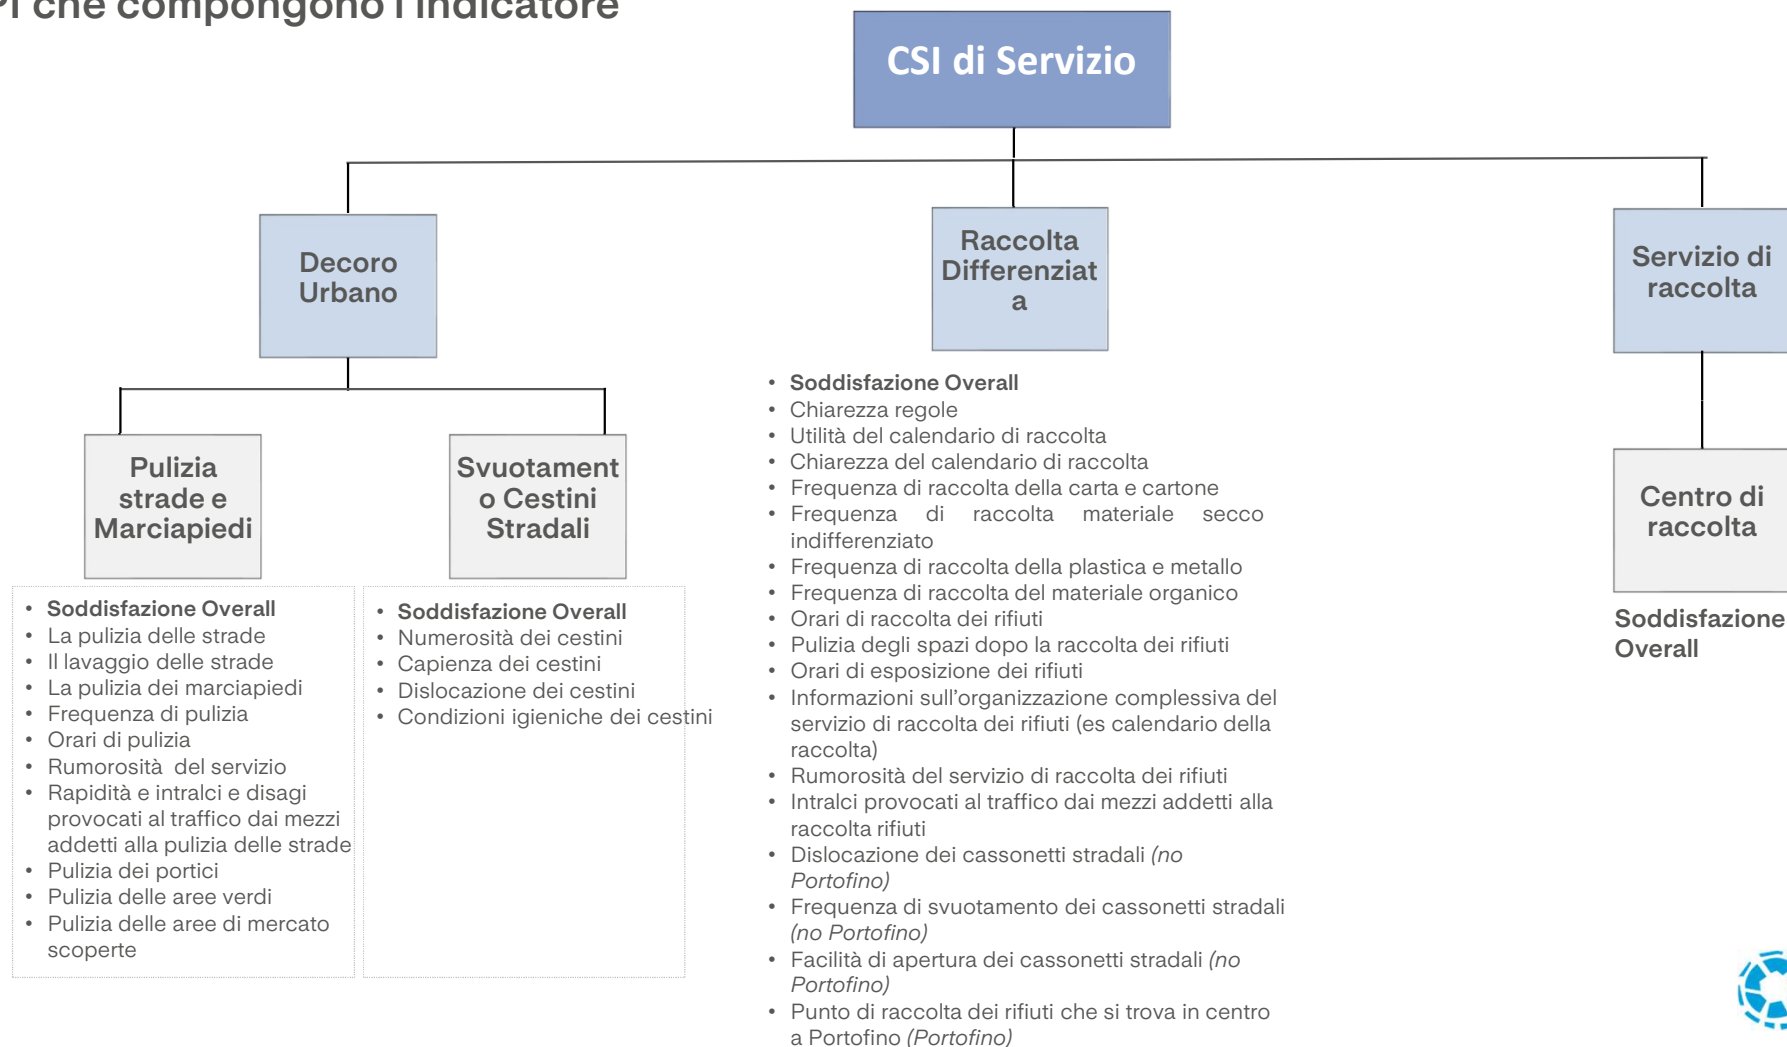 che compongono l'indicatore
CSI di Servizio
Decoro
Urbano
Raccolta
Differenziat
a
Servizio di
raccolta
Pulizia
strade e
Marciapiedi
Svuotament
o Cestini
Stradali
Centro di
raccolta
• Soddisfazione Overall
• La pulizia delle strade
• Il lavaggio delle strade
• La pulizia dei marciapiedi
• Frequenza di pulizia
• Orari di pulizia
• Rumorosità del servizio
• Rapidità e intralci e disagi
provocati al traffico dai mezzi
addetti alla pulizia delle strade
• Pulizia dei portici
• Pulizia delle aree verdi
• Pulizia delle aree di mercato
scoperte
• Soddisfazione Overall
• Numerosità dei cestini
• Capienza dei cestini
• Dislocazione dei cestini
• Condizioni igieniche dei cestini
• Soddisfazione Overall
• Chiarezza regole
• Utilità del calendario di raccolta
• Chiarezza del calendario di raccolta
• Frequenza di raccolta della carta e cartone
• Frequenza di raccolta materiale secco
indifferenziato
• Frequenza di raccolta della plastica e metallo
• Frequenza di raccolta del materiale organico
• Orari di raccolta dei rifiuti
• Pulizia degli spazi dopo la raccolta dei rifiuti
• Orari di esposizione dei rifiuti
• Informazioni sull'organizzazione complessiva del
servizio di raccolta dei rifiuti (es calendario della
raccolta)
• Rumorosità del servizio di raccolta dei rifiuti
• Intralci provocati al traffico dai mezzi addetti alla
raccolta rifiuti
• Dislocazione dei cassonetti stradali (no
Portofino)
• Frequenza di svuotamento dei cassonetti stradali
(no Portofino)
• Facilità di apertura dei cassonetti stradali (no
Portofino)
• Punto di raccolta dei rifiuti che si trova in centro
a Portofino (Portofino)
Soddisfazione
Overall